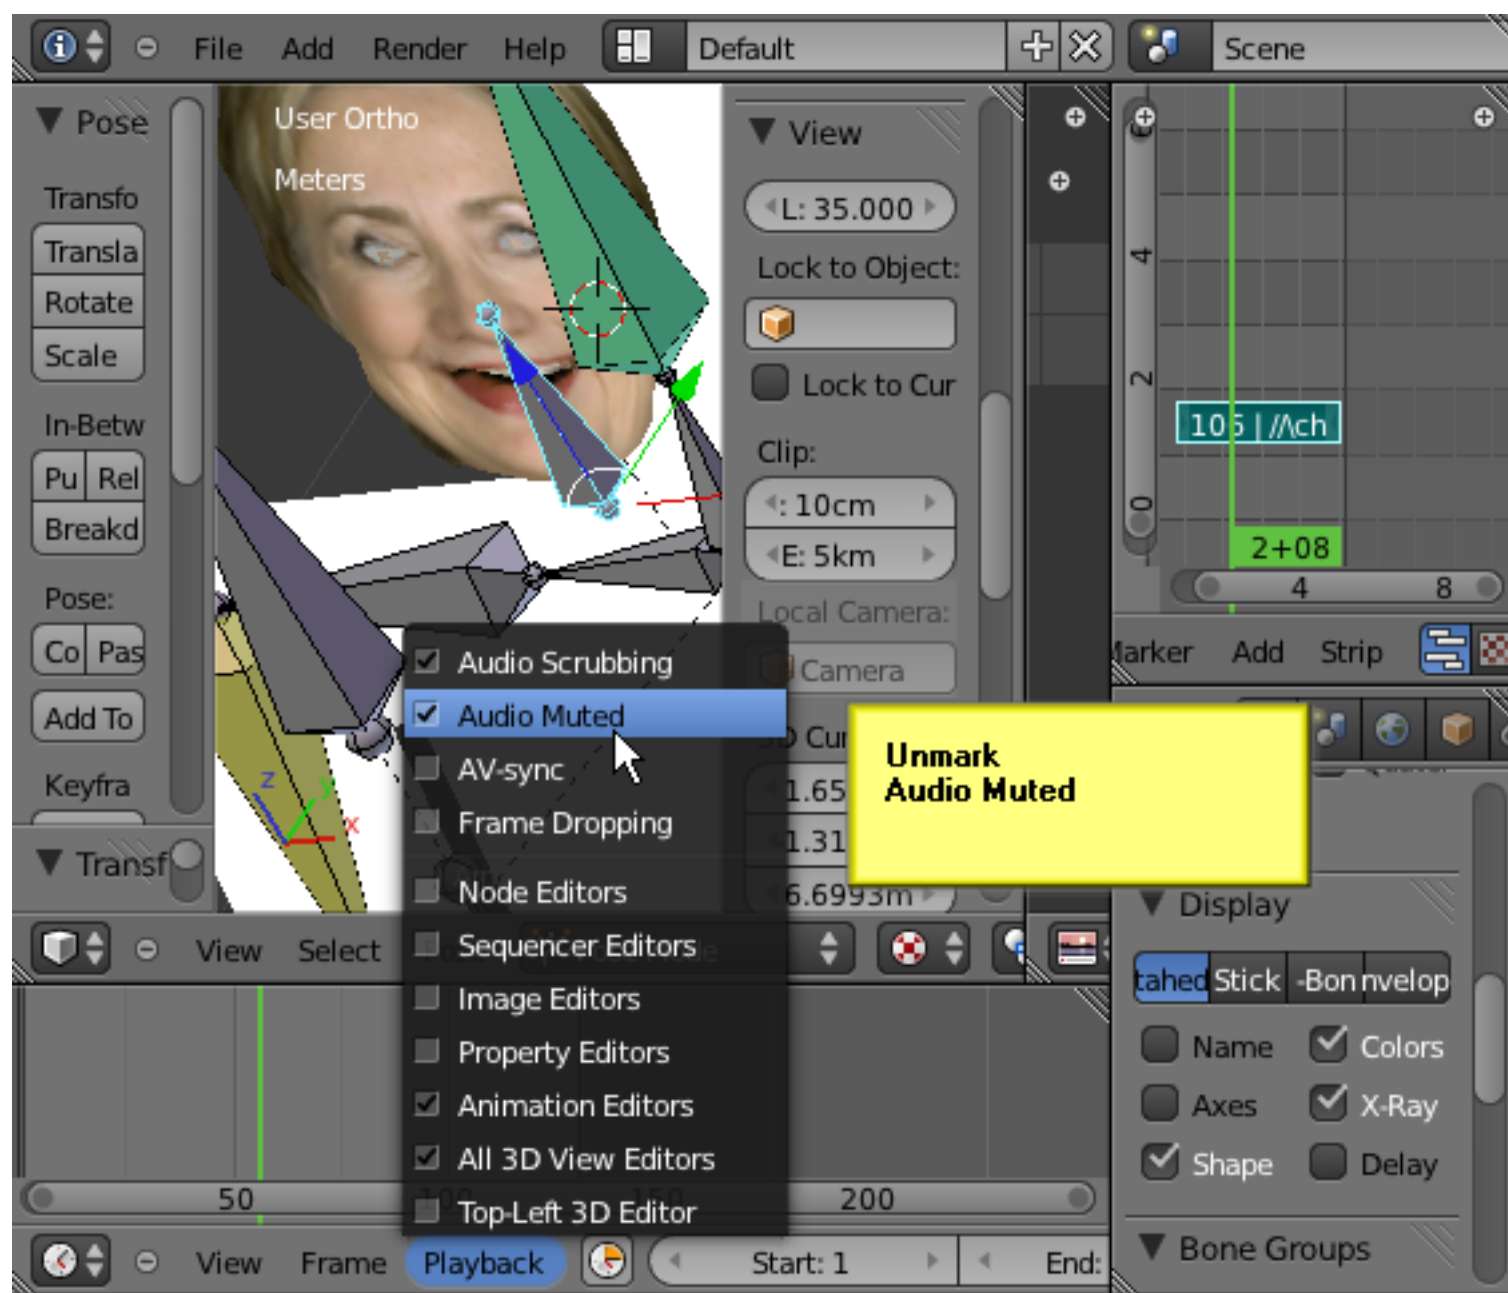 File Add Render Help Default Scene
Pose
Transfo
Transla
Rotate
Scale
In-Betw
Pu Rel
Breakd
Pose:
Co Pas
Add To
Keyfra
Transf
User Ortho
Meters
z y x
View
L: 35.000
Lock to Object:
Lock to Cur
Clip:
: 10cm
E: 5km
Local Camera:
Camera
3D Cur
1.65
1.31
6.6993m
6
4
2
0
105 | //\ch
2+08
4 8
Marker Add Strip
Audio Scrubbing
Audio Muted
AV-sync
Frame Dropping
Node Editors
Sequencer Editors
Image Editors
Property Editors
Animation Editors
All 3D View Editors
Top-Left 3D Editor
Unmark
Audio Muted
Display
tahed Stick -Bon nvelop
Name Colors
Axes X-Ray
Shape Delay
Bone Groups
View Select
50 100 150 200
View Frame Playback Start: 1 End: